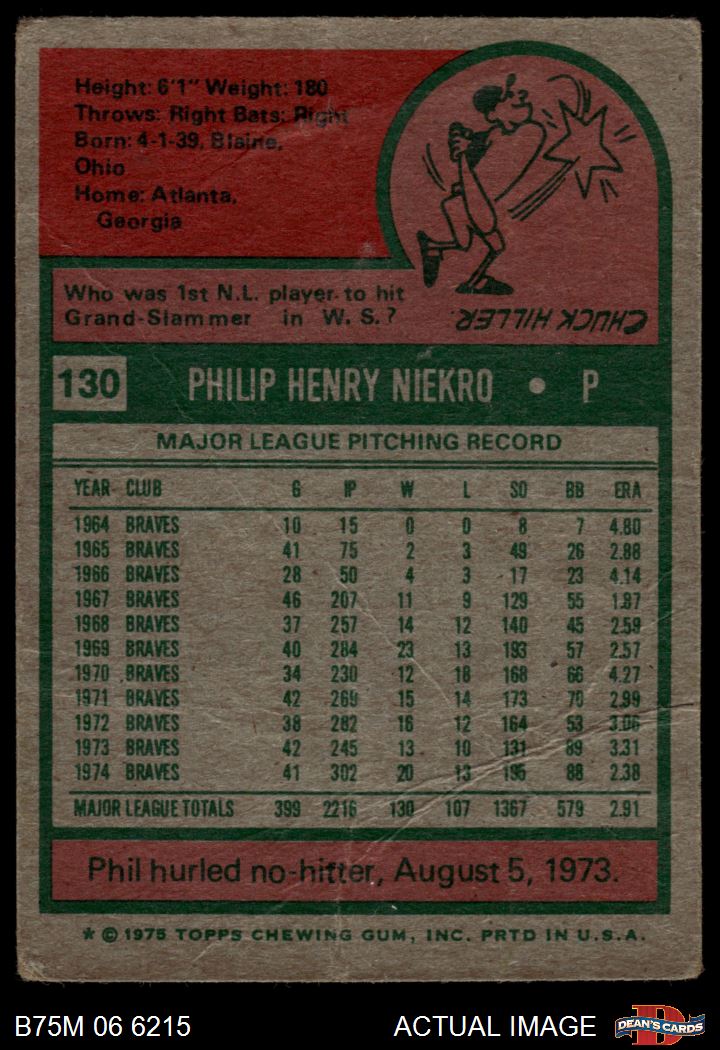 Height: 6'1" Weight: 180
Throws: Right Bats: Right
Born: 4-1-39, Blaine,
Ohio
Home: Atlanta,
Georgia
Who was 1st N.L. player to hit
Grand-Slammer in W. S.?
CHUCK HILLER.
130 PHILIP HENRY NIEKRO • P
MAJOR LEAGUE PITCHING RECORD
YEAR CLUB G IP W L SO BB ERA
1964 BRAVES 10 15 0 0 8 7 4.80
1965 BRAVES 41 75 2 3 49 26 2.88
1966 BRAVES 28 50 4 3 17 23 4.14
1967 BRAVES 46 207 11 9 129 55 1.87
1968 BRAVES 37 257 14 12 140 45 2.59
1969 BRAVES 40 284 23 13 193 57 2.57
1970 BRAVES 34 230 12 18 168 66 4.27
1971 BRAVES 42 269 15 14 173 70 2.99
1972 BRAVES 38 282 16 12 164 53 3.06
1973 BRAVES 42 245 13 10 131 89 3.31
1974 BRAVES 41 302 20 13 195 88 2.38
MAJOR LEAGUE TOTALS 399 2216 130 107 1367 579 2.91
Phil hurled no-hitter, August 5, 1973.
* © 1975 TOPPS CHEWING GUM, INC. PRTD IN U.S.A.
B75M 06 6215 ACTUAL IMAGE D DEAN'S CARDS